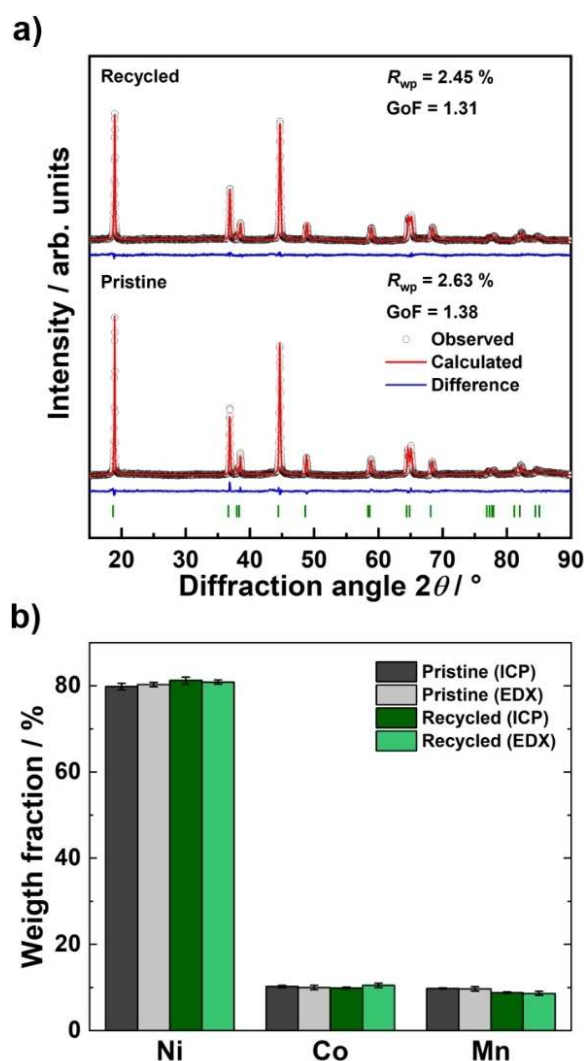 a)
Recycled
Rwp = 2.45 %
GoF = 1.31
Pristine
Rwp = 2.63 %
GoF = 1.38
Observed
Calculated
Difference
Intensity / arb. units
20 30 40 50 60 70 80 90
Diffraction angle 2θ / °
b)
Pristine (ICP)
Pristine (EDX)
Recycled (ICP)
Recycled (EDX)
Weigth fraction / %
80
60
40
20
0
Ni Co Mn